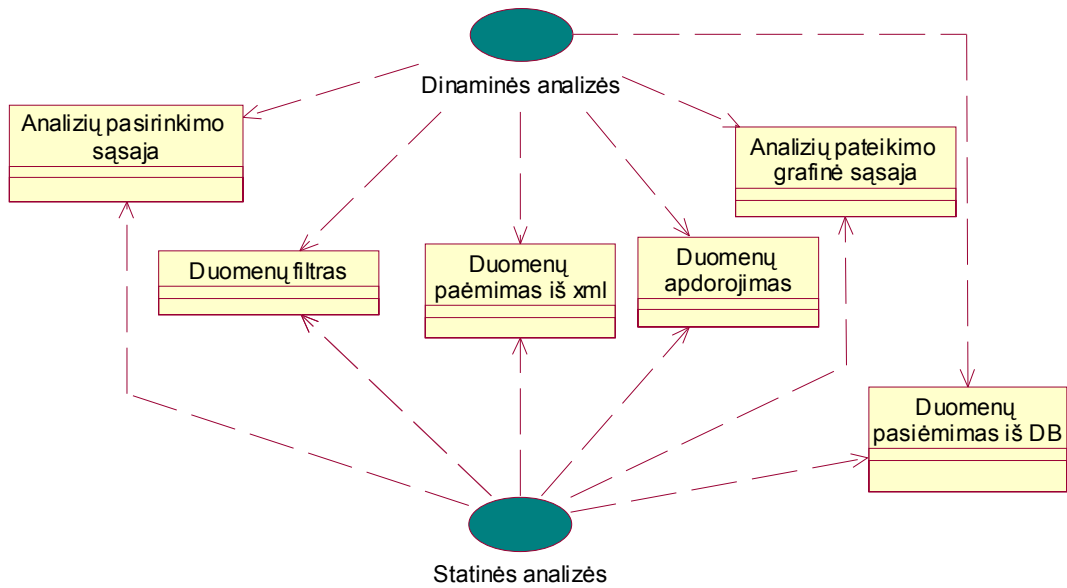 Dinaminės analizės
Analizių pasirinkimo
sąsaja
Analizių pateikimo
grafinė sąsaja
Duomenų filtras
Duomenų
paėmimas iš xml
Duomenų
apdorojimas
Duomenų
pasiėmimas iš DB
Statinės analizės